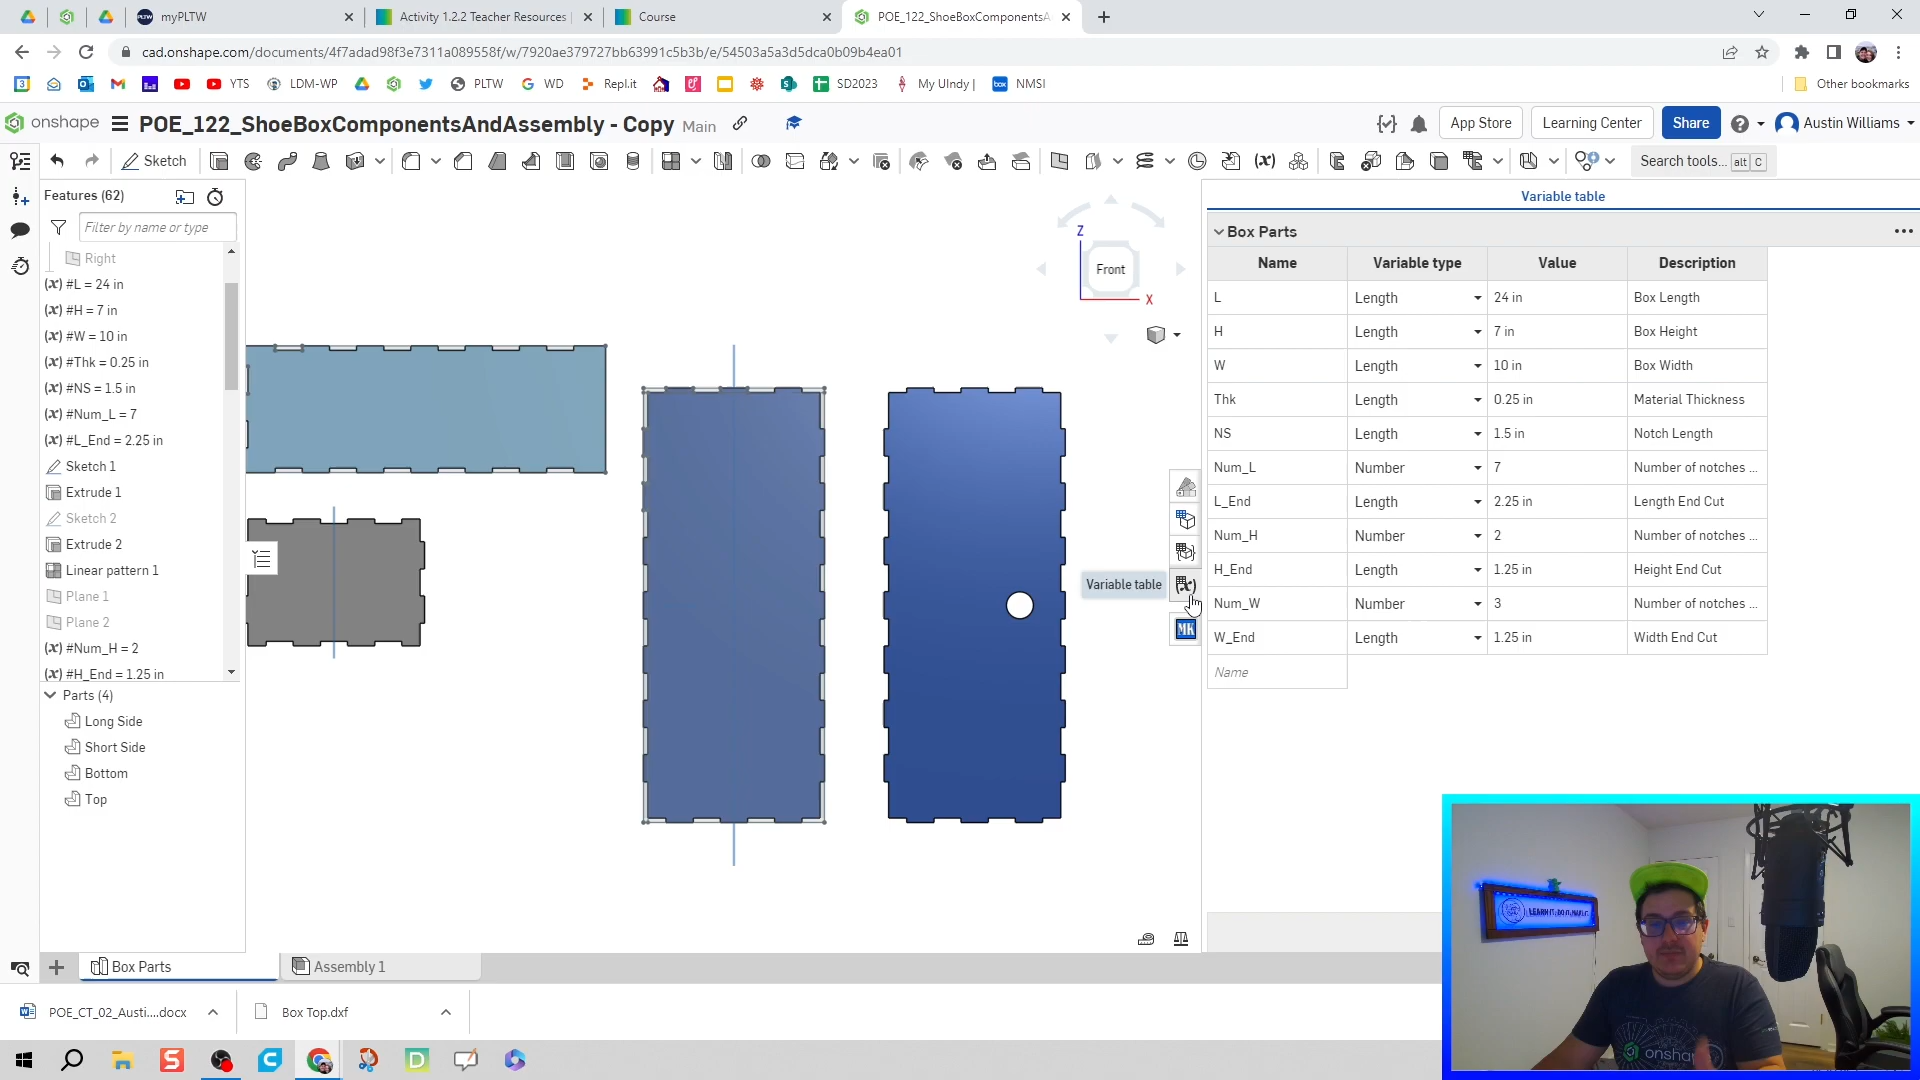 myPLTW
Activity 1.2.2 Teacher Resources
Course
POE_122_ShoeBoxComponentsA
cad.onshape.com/documents/4f7adad98f3e7311a089558f/w/7920ae379727bb63991c5b3b/e/54503a5a3d5dca0b09b4ea01
YTS
LDM-WP
PLTW
WD
Repl.it
SD2023
My UIndy |
NMSI
Other bookmarks
onshape
POE_122_ShoeBoxComponentsAndAssembly - Copy Main
App Store
Learning Center
Share
Austin Williams
Sketch
Search tools... alt C
Features (62)
Filter by name or type
Right
(x) #L = 24 in
(x) #H = 7 in
(x) #W = 10 in
(x) #Thk = 0.25 in
(x) #NS = 1.5 in
(x) #Num_L = 7
(x) #L_End = 2.25 in
Sketch 1
Extrude 1
Sketch 2
Extrude 2
Linear pattern 1
Plane 1
Plane 2
(x) #Num_H = 2
(x) #H_End = 1.25 in
Parts (4)
Long Side
Short Side
Bottom
Top
Z
Front
X
Variable table
MK
Variable table
Box Parts
Name Variable type Value Description
L Length 24 in Box Length
H Length 7 in Box Height
W Length 10 in Box Width
Thk Length 0.25 in Material Thickness
NS Length 1.5 in Notch Length
Num_L Number 7 Number of notches ...
L_End Length 2.25 in Length End Cut
Num_H Number 2 Number of notches ...
H_End Length 1.25 in Height End Cut
Num_W Number 3 Number of notches ...
W_End Length 1.25 in Width End Cut
Name
LEARN IT, DO IT, MAKE IT
onshape
Box Parts
Assembly 1
POE_CT_02_Austi....docx
Box Top.dxf